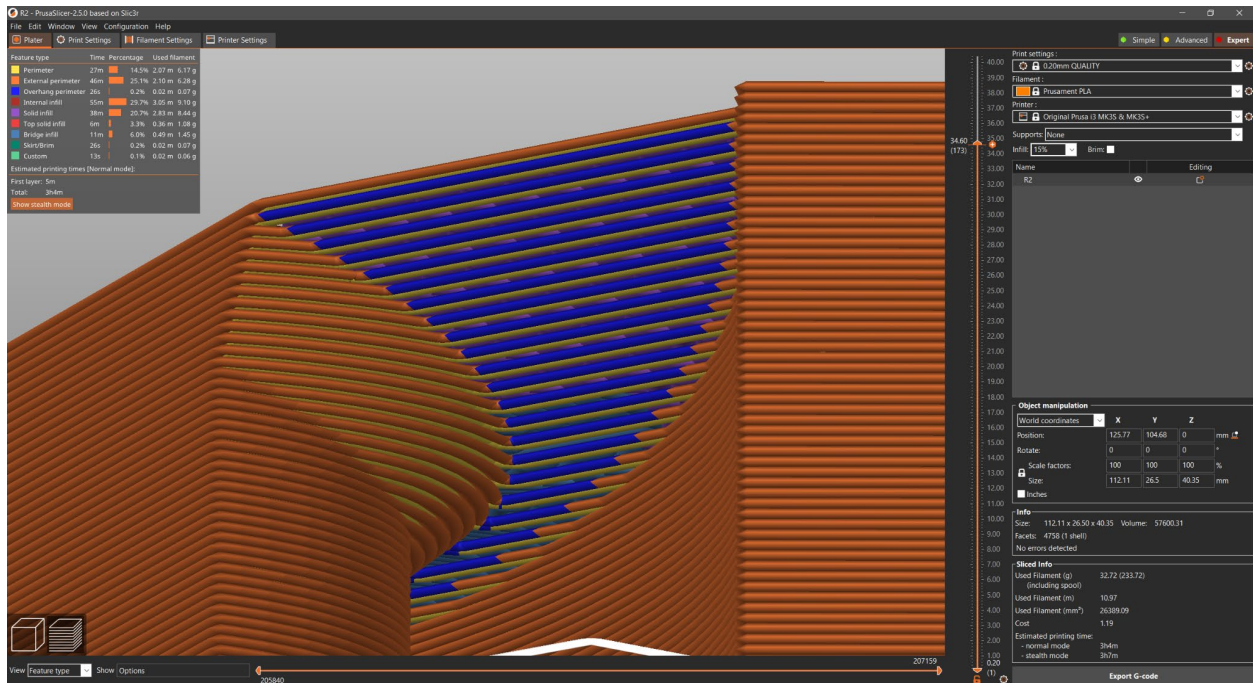 R2 - PrusaSlicer-2.5.0 based on Slic3r
File Edit Window View Configuration Help
Plater Print Settings Filament Settings Printer Settings
Simple Advanced Expert
Feature type Time Percentage Used filament
Perimeter 27m 14.5% 2.07 m 6.17 g
External perimeter 46m 25.1% 2.10 m 6.28 g
Overhang perimeter 26s 0.2% 0.02 m 0.07 g
Internal infill 55m 29.7% 3.05 m 9.10 g
Solid infill 38m 20.7% 2.83 m 8.44 g
Top solid infill 6m 3.3% 0.36 m 1.08 g
Bridge infill 11m 6.0% 0.49 m 1.45 g
Skirt/Brim 26s 0.2% 0.02 m 0.07 g
Custom 13s 0.1% 0.02 m 0.06 g
Estimated printing times [Normal mode]:
First layer: 5m
Total: 3h4m
Show stealth mode
34.60
(173)
40.00
39.00
38.00
37.00
36.00
35.00
34.00
33.00
32.00
31.00
30.00
29.00
28.00
27.00
26.00
25.00
24.00
23.00
22.00
21.00
20.00
19.00
18.00
17.00
16.00
15.00
14.00
13.00
12.00
11.00
10.00
9.00
8.00
7.00
6.00
5.00
4.00
3.00
2.00
1.00
0.20
(1)
Print settings :
0.20mm QUALITY
Filament :
Prusament PLA
Printer :
Original Prusa i3 MK3S & MK3S+
Supports: None
Infill: 15% Brim:
Name Editing
R2
Object manipulation
World coordinates X Y Z
Position: 125.77 104.68 0 mm
Rotate: 0 0 0 °
Scale factors: 100 100 100 %
Size: 112.11 26.5 40.35 mm
Inches
Info
Size: 112.11 x 26.50 x 40.35 Volume: 57600.31
Facets: 4758 (1 shell)
No errors detected
Sliced Info
Used Filament (g) 32.72 (233.72)
(including spool)
Used Filament (m) 10.97
Used Filament (mm³) 26389.09
Cost 1.19
Estimated printing time:
- normal mode 3h4m
- stealth mode 3h7m
Export G-code
View Feature type Show Options
205840
207159